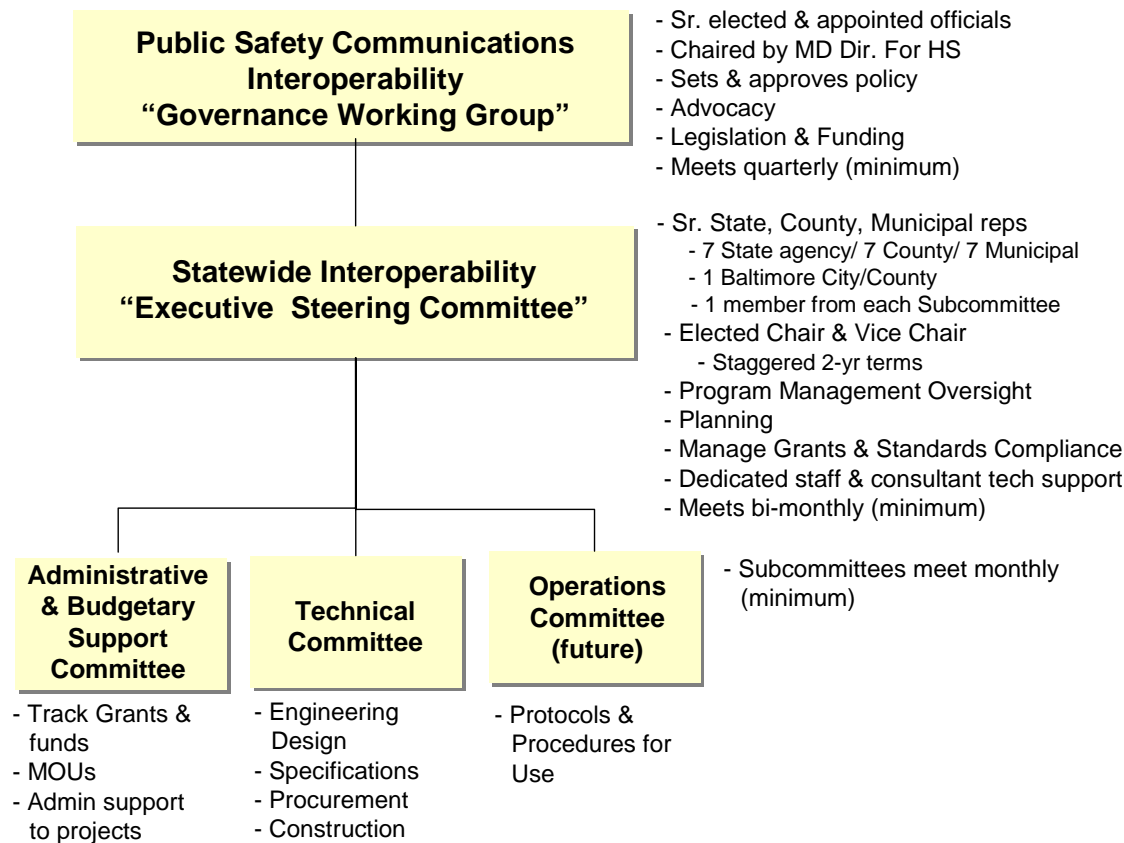 Public Safety Communications
Interoperability
“Governance Working Group”
- Sr. elected & appointed officials
- Chaired by MD Dir. For HS
- Sets & approves policy
- Advocacy
- Legislation & Funding
- Meets quarterly (minimum)
Statewide Interoperability
“Executive Steering Committee”
- Sr. State, County, Municipal reps
- 7 State agency/ 7 County/ 7 Municipal
- 1 Baltimore City/County
- 1 member from each Subcommittee
- Elected Chair & Vice Chair
- Staggered 2-yr terms
- Program Management Oversight
- Planning
- Manage Grants & Standards Compliance
- Dedicated staff & consultant tech support
- Meets bi-monthly (minimum)
Administrative
& Budgetary
Support
Committee
- Track Grants &
funds
- MOUs
- Admin support
to projects
Technical
Committee
- Engineering
Design
- Specifications
- Procurement
- Construction
Operations
Committee
(future)
- Protocols &
Procedures for
Use
- Subcommittees meet monthly
(minimum)